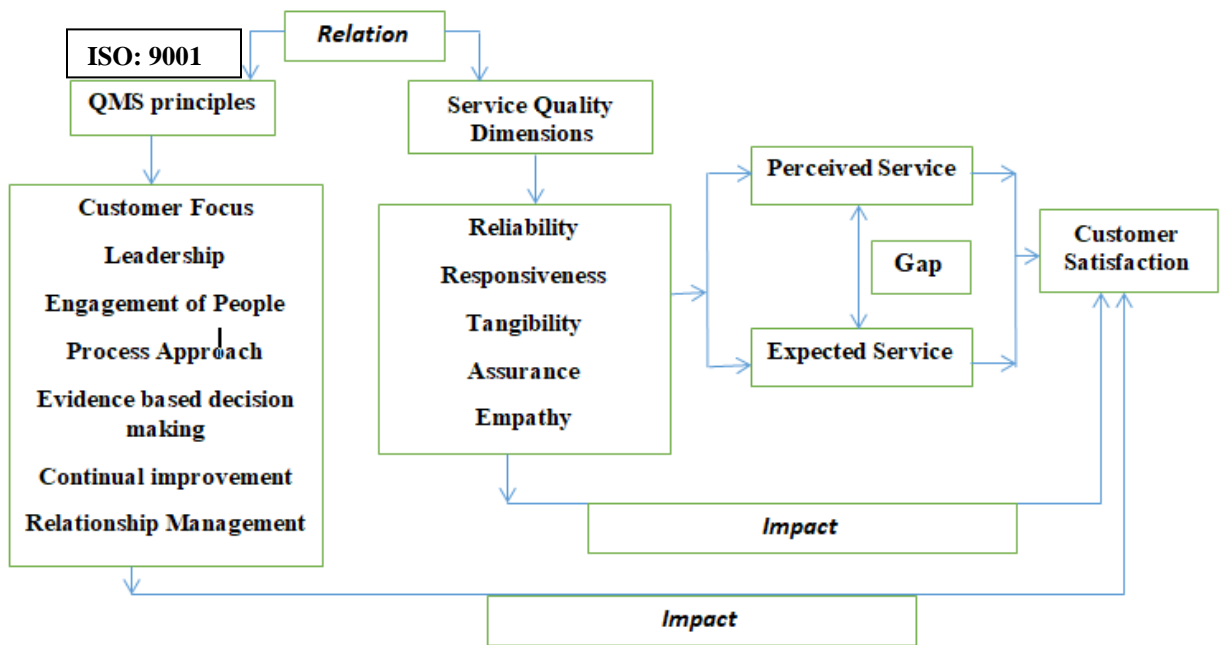 Relation
ISO: 9001
QMS principles
Service Quality
Dimensions
Customer Focus
Leadership
Engagement of People
Process Approach
Evidence based decision
making
Continual improvement
Relationship Management
Reliability
Responsiveness
Tangibility
Assurance
Empathy
Perceived Service
Gap
Expected Service
Customer
Satisfaction
Impact
Impact